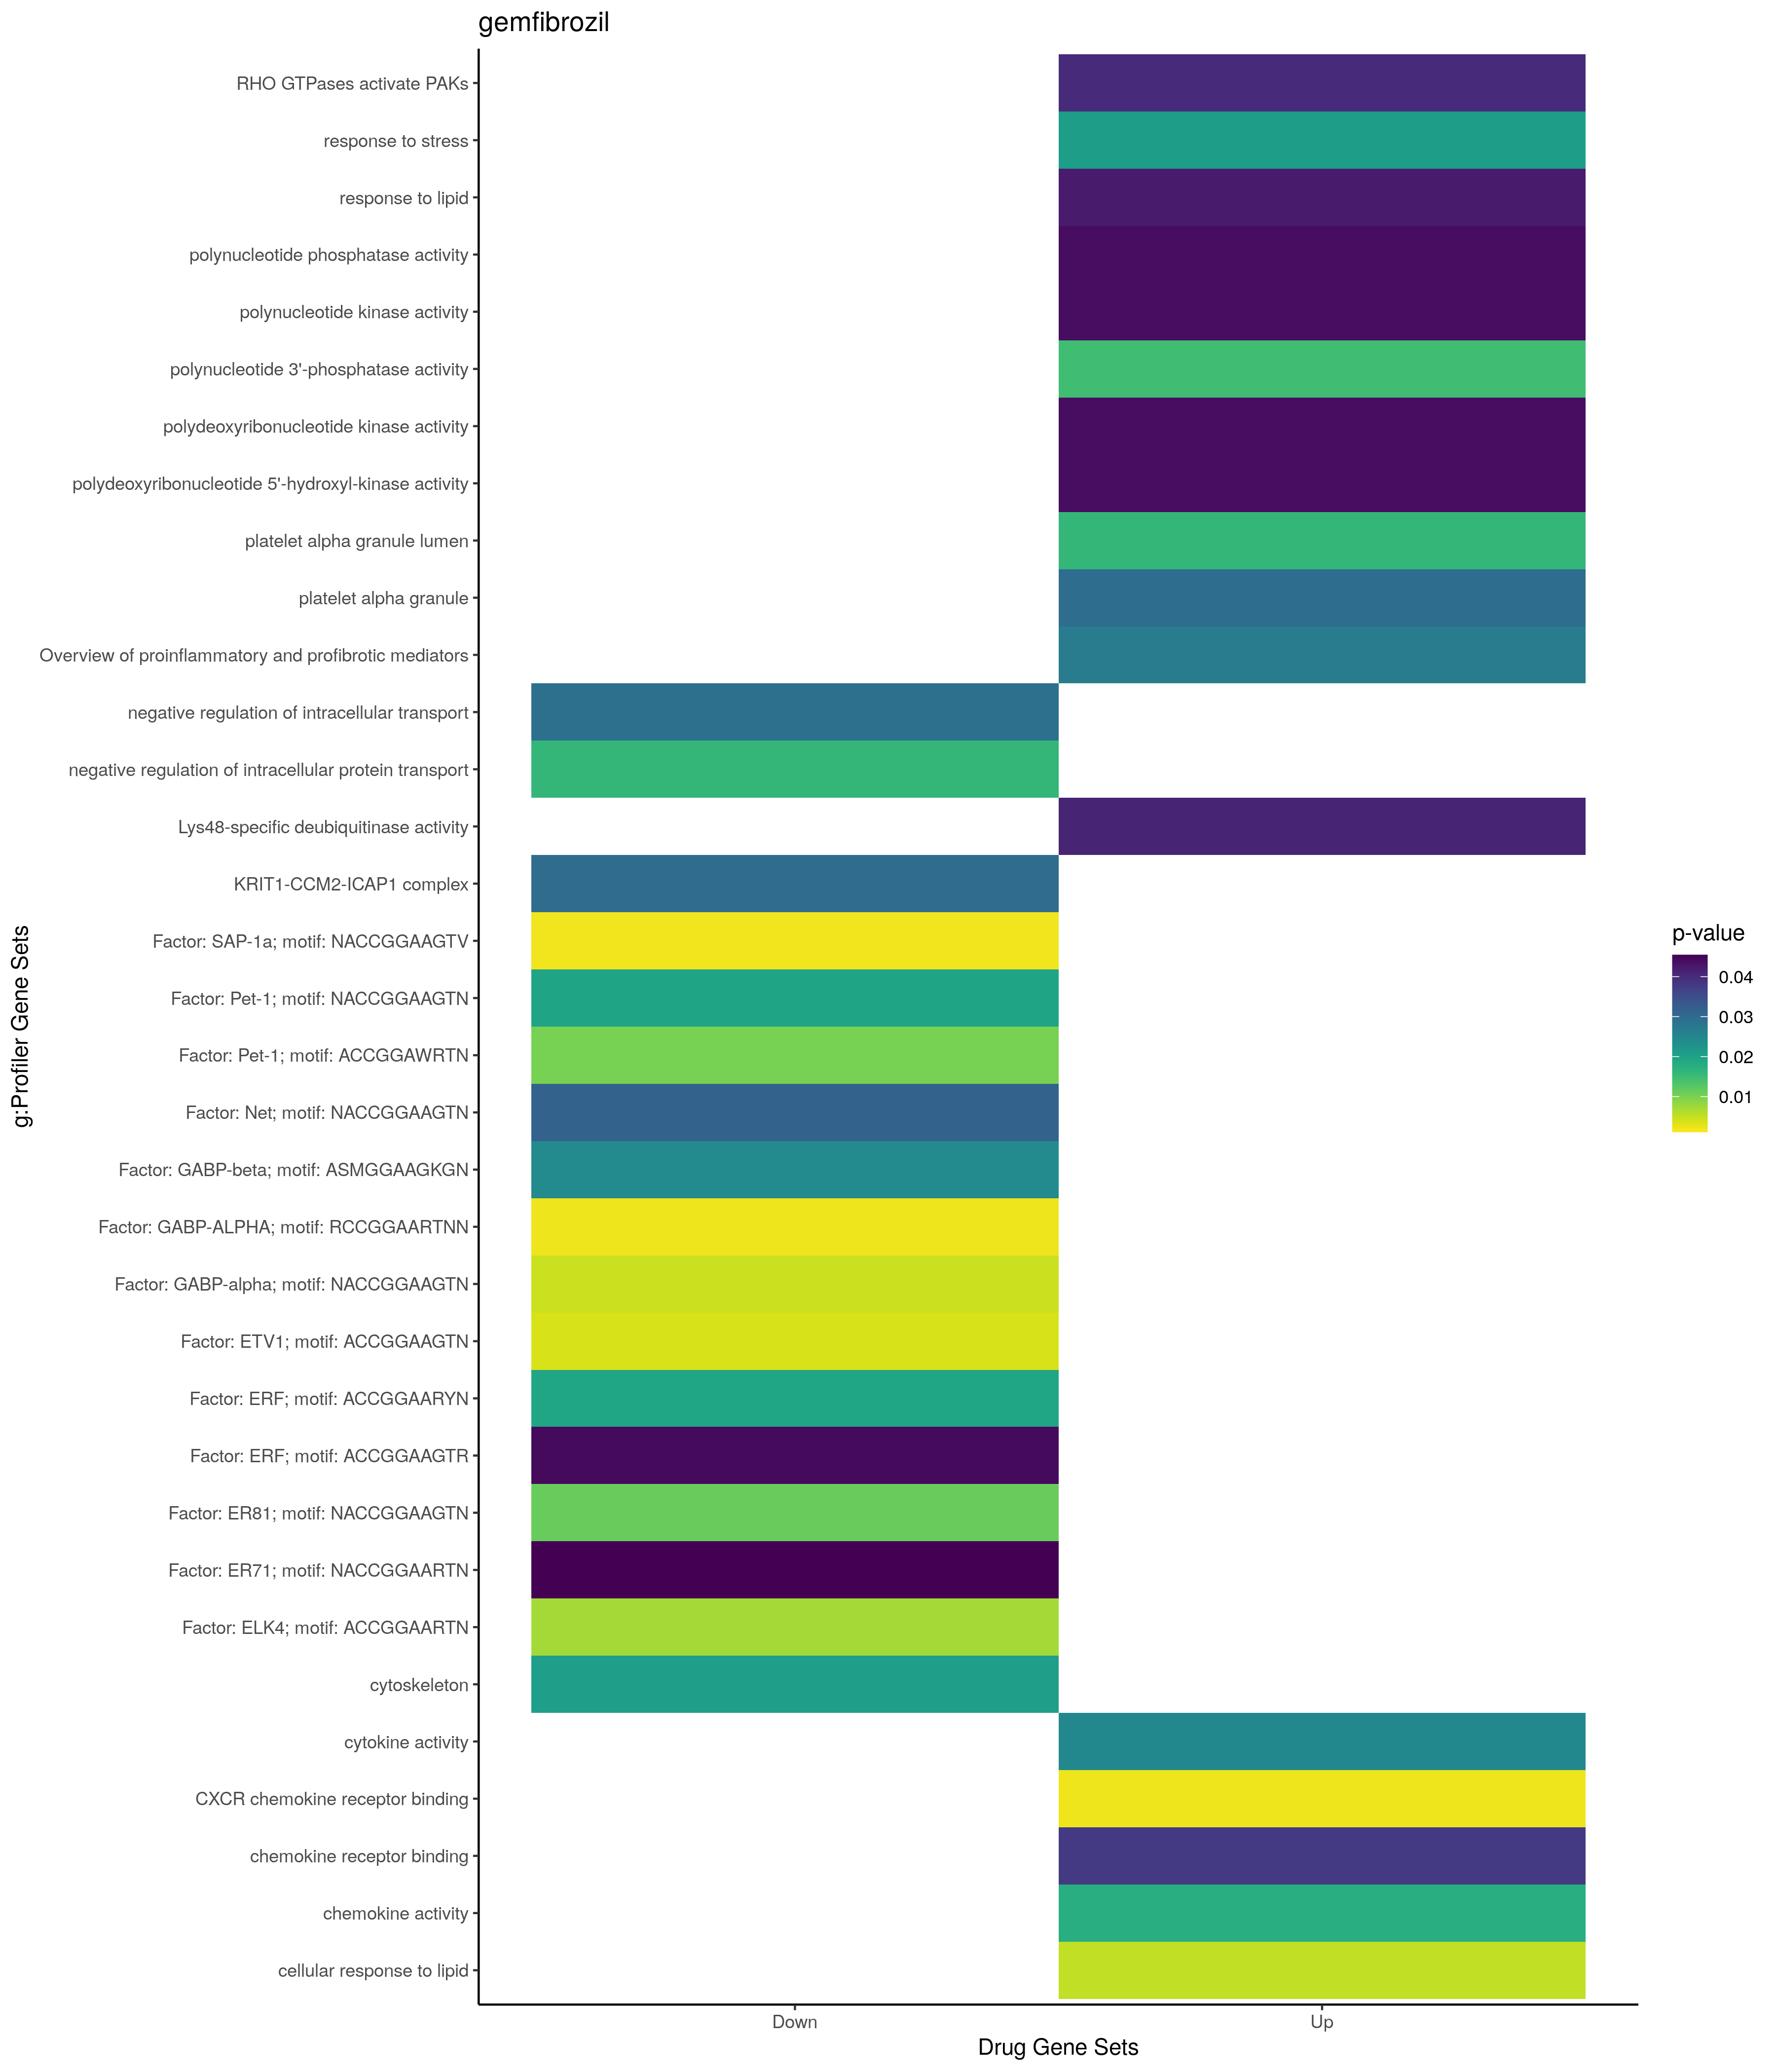 gemfibrozil
RHO GTPases activate PAKs
response to stress
response to lipid
polynucleotide phosphatase activity
polynucleotide kinase activity
polynucleotide 3'-phosphatase activity
polydeoxyribonucleotide kinase activity
polydeoxyribonucleotide 5'-hydroxyl-kinase activity
platelet alpha granule lumen
platelet alpha granule
Overview of proinflammatory and profibrotic mediators
negative regulation of intracellular transport
negative regulation of intracellular protein transport
Lys48-specific deubiquitinase activity
KRIT1-CCM2-ICAP1 complex
Factor: SAP-1a; motif: NACCGGAAGTV
Factor: Pet-1; motif: NACCGGAAGTN
Factor: Pet-1; motif: ACCGGAWRTN
Factor: Net; motif: NACCGGAAGTN
Factor: GABP-beta; motif: ASMGGAAGKGN
Factor: GABP-ALPHA; motif: RCCGGAARTNN
Factor: GABP-alpha; motif: NACCGGAAGTN
Factor: ETV1; motif: ACCGGAAGTN
Factor: ERF; motif: ACCGGAARYN
Factor: ERF; motif: ACCGGAAGTR
Factor: ER81; motif: NACCGGAAGTN
Factor: ER71; motif: NACCGGAARTN
Factor: ELK4; motif: ACCGGAARTN
cytoskeleton
cytokine activity
CXCR chemokine receptor binding
chemokine receptor binding
chemokine activity
cellular response to lipid
g:Profiler Gene Sets
Down
Up
Drug Gene Sets
p-value
0.04
0.03
0.02
0.01